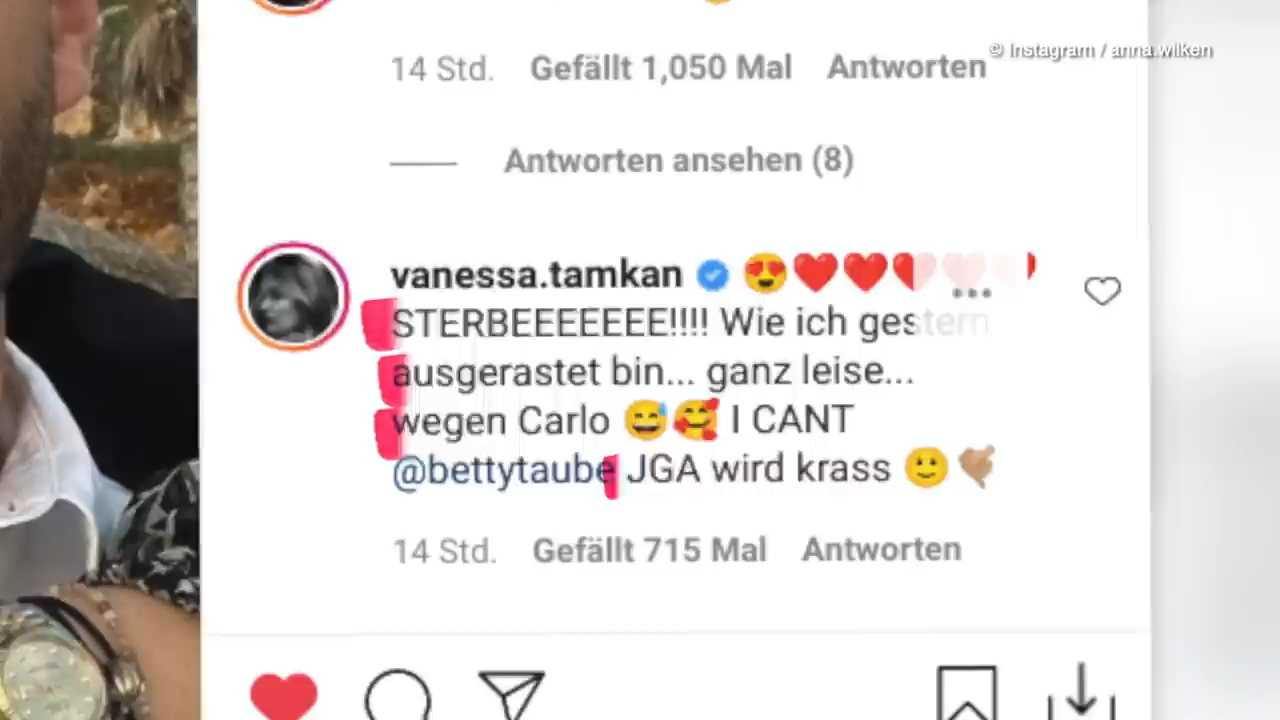 © Instagram / anna.wilken
14 Std. Gefällt 1,050 Mal Antworten
Antworten ansehen (8)
vanessa.tamkan 😍❤️❤️❤️❤️❤️
STERBEEEEEEE!!!! Wie ich gestern
ausgerastet bin... ganz leise...
wegen Carlo 😅🥰 I CANT
@bettytaube JGA wird krass 🙂🤙🏽
14 Std. Gefällt 715 Mal Antworten